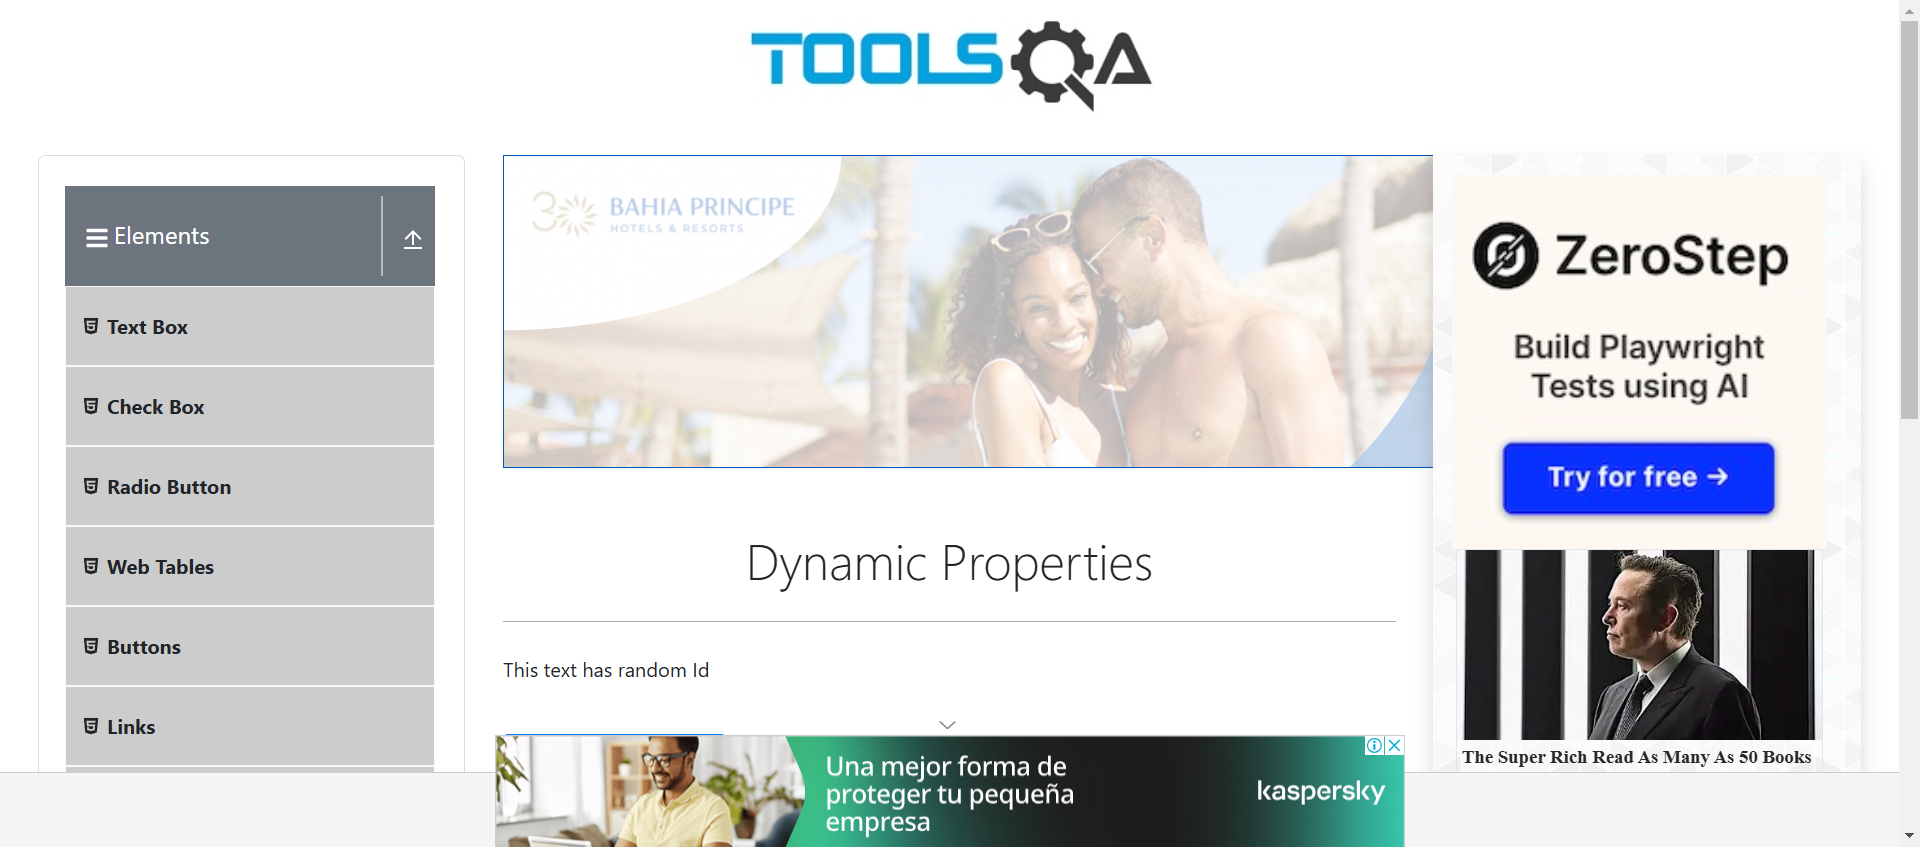 TOOLSQA
Elements
Text Box
Check Box
Radio Button
Web Tables
Buttons
Links
30 BAHIA PRINCIPE
HOTELS & RESORTS
Dynamic Properties
This text has random Id
Una mejor forma de
proteger tu pequeña
empresa
kaspersky
ZeroStep
Build Playwright
Tests using AI
Try for free →
The Super Rich Read As Many As 50 Books